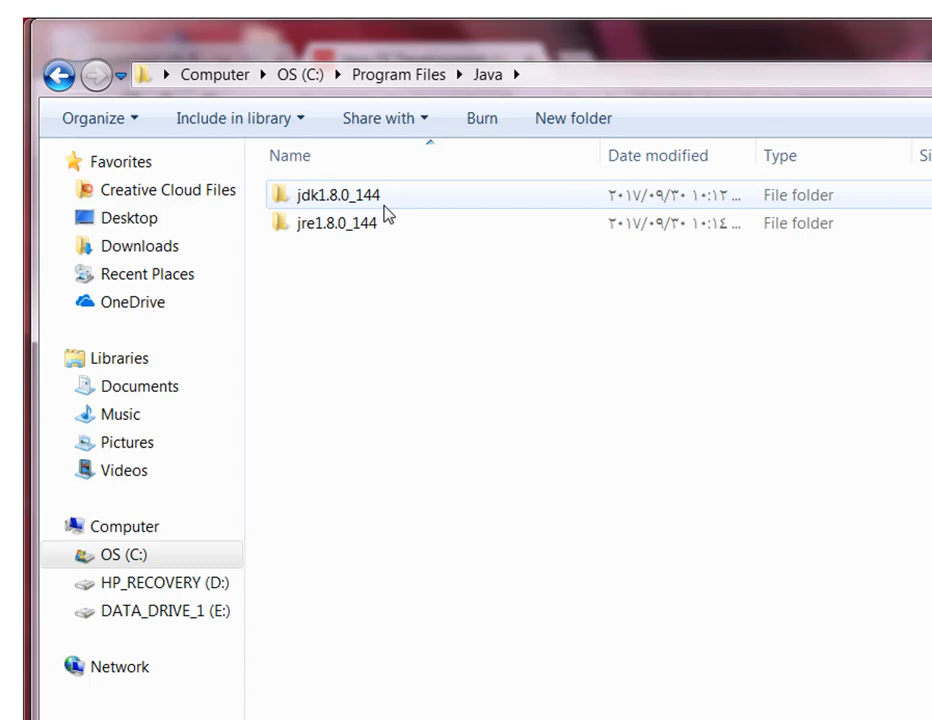 Computer OS (C:) Program Files Java
Organize Include in library Share with Burn New folder
Name Date modified Type
Favorites
Creative Cloud Files
Desktop
Downloads
Recent Places
OneDrive
Libraries
Documents
Music
Pictures
Videos
Computer
OS (C:)
HP_RECOVERY (D:)
DATA_DRIVE_1 (E:)
Network
jdk1.8.0_144 ٢٠١٧/٠٩/٣٠ ١٠:١٢ ... File folder
jre1.8.0_144 ٢٠١٧/٠٩/٣٠ ١٠:١٤ ... File folder